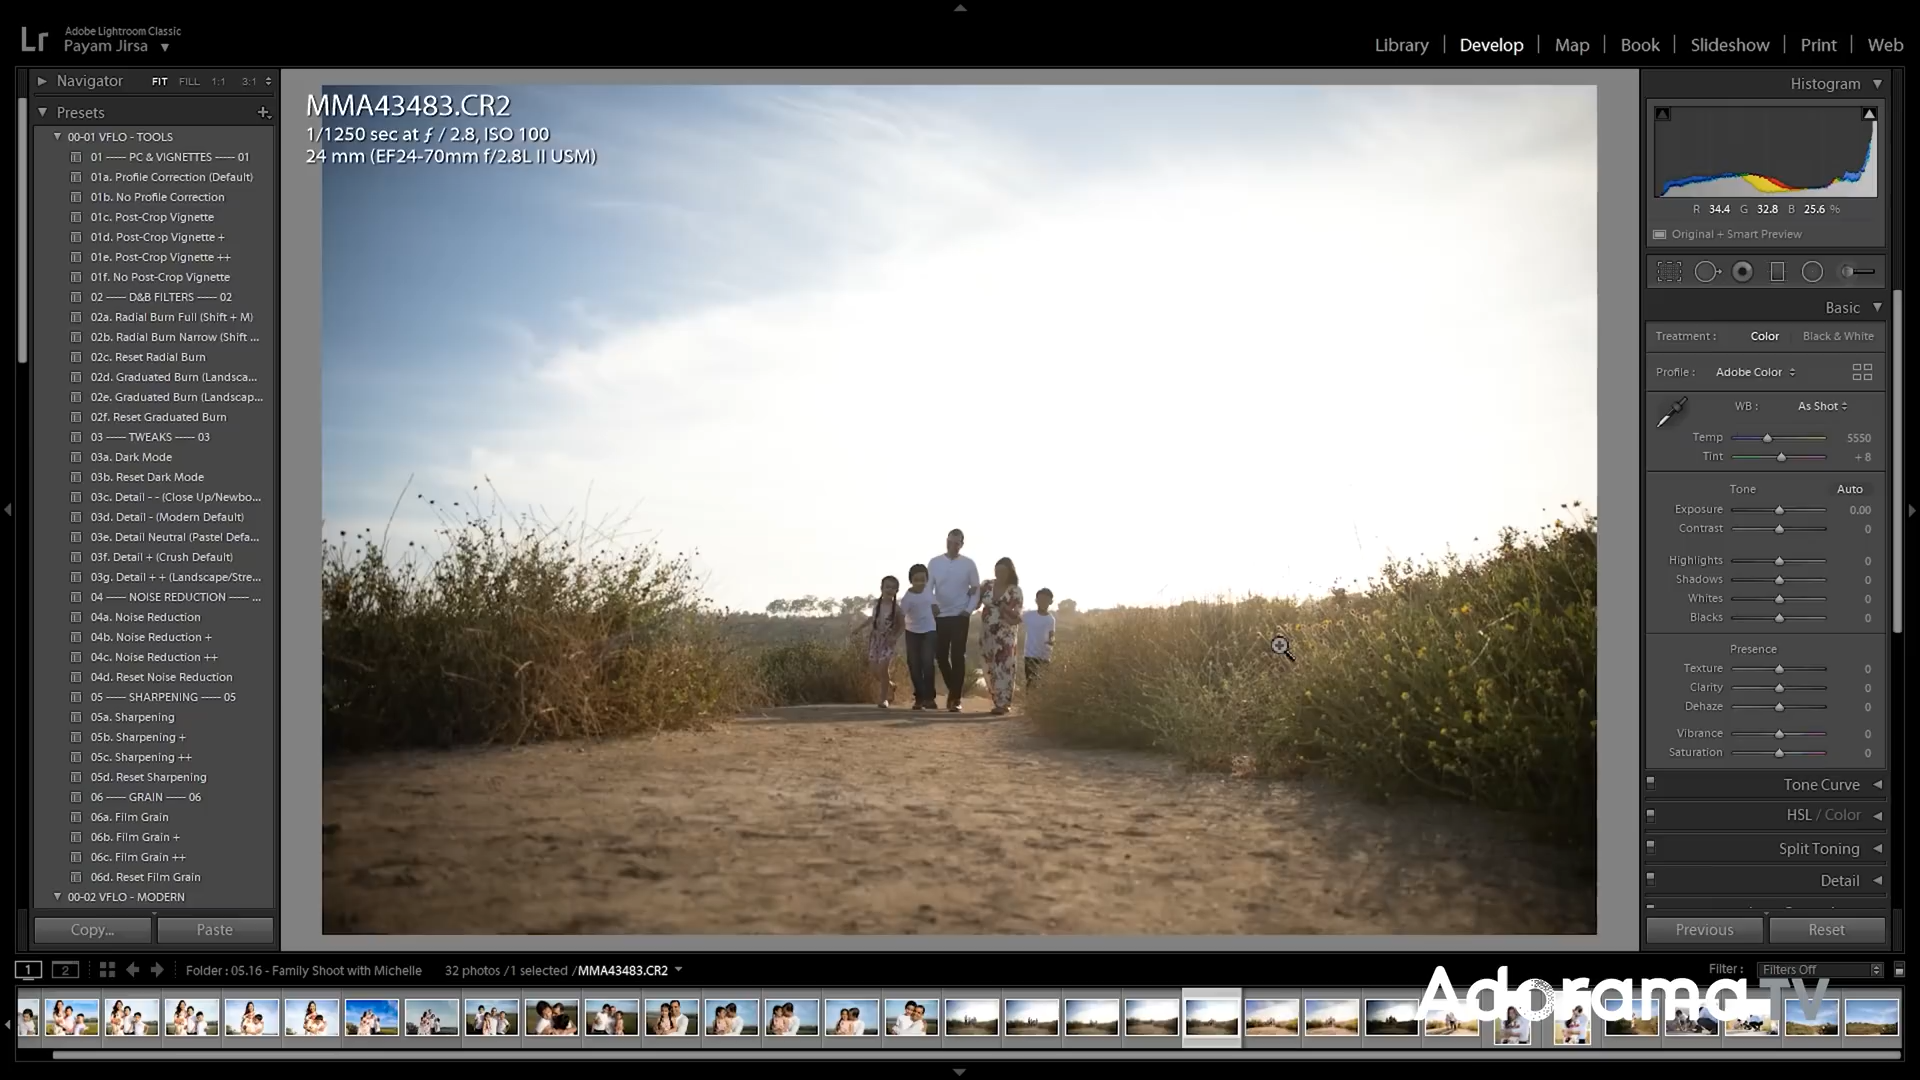 Lr
Adobe Lightroom Classic
Payam Jirsa
Library | Develop | Map | Book | Slideshow | Print | Web
Navigator FIT FILL 1:1 3:1
Presets +
00-01 VFLO - TOOLS
01 —— PC & VIGNETTES —— 01
01a. Profile Correction (Default)
01b. No Profile Correction
01c. Post-Crop Vignette
01d. Post-Crop Vignette +
01e. Post-Crop Vignette ++
01f. No Post-Crop Vignette
02 —— D&B FILTERS —— 02
02a. Radial Burn Full (Shift + M)
02b. Radial Burn Narrow (Shift ...
02c. Reset Radial Burn
02d. Graduated Burn (Landsca...
02e. Graduated Burn (Landscap...
02f. Reset Graduated Burn
03 —— TWEAKS —— 03
03a. Dark Mode
03b. Reset Dark Mode
03c. Detail - - (Close Up/Newbo...
03d. Detail - (Modern Default)
03e. Detail Neutral (Pastel Defa...
03f. Detail + (Crush Default)
03g. Detail + + (Landscape/Stre...
04 —— NOISE REDUCTION —— ...
04a. Noise Reduction
04b. Noise Reduction +
04c. Noise Reduction ++
04d. Reset Noise Reduction
05 —— SHARPENING —— 05
05a. Sharpening
05b. Sharpening +
05c. Sharpening ++
05d. Reset Sharpening
06 —— GRAIN —— 06
06a. Film Grain
06b. Film Grain +
06c. Film Grain ++
06d. Reset Film Grain
00-02 VFLO - MODERN
Copy... Paste
MMA43483.CR2
1/1250 sec at ƒ / 2.8, ISO 100
24 mm (EF24-70mm f/2.8L II USM)
Histogram
R 34.4 G 32.8 B 25.6 %
Original + Smart Preview
Basic
Treatment : Color Black & White
Profile : Adobe Color
WB : As Shot
Temp 5550
Tint + 8
Tone Auto
Exposure 0.00
Contrast 0
Highlights 0
Shadows 0
Whites 0
Blacks 0
Presence
Texture 0
Clarity 0
Dehaze 0
Vibrance 0
Saturation 0
Tone Curve
HSL / Color
Split Toning
Detail
Previous Reset
1 2 Folder : 05.16 - Family Shoot with Michelle 32 photos /1 selected /MMA43483.CR2
Filter : Filters Off
Adorama TV